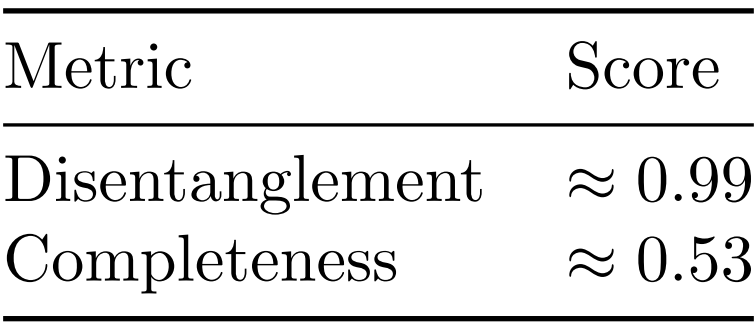 Metric Score
Disentanglement ≈ 0.99
Completeness ≈ 0.53